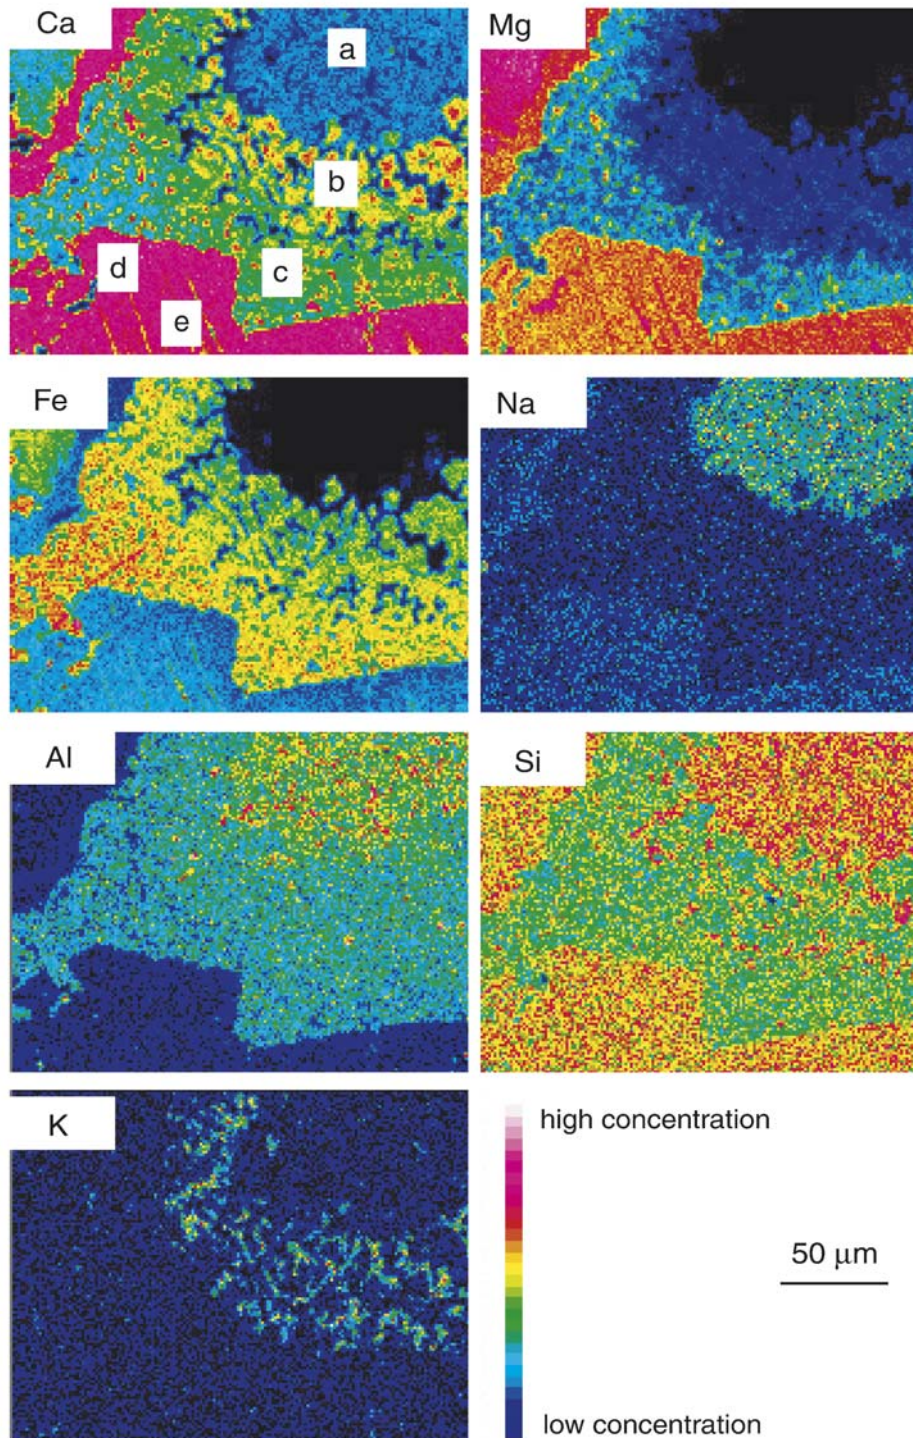 Ca
a
b
c
d
e
Mg
Fe
Na
Al
Si
K
high concentration
50 μm
low concentration